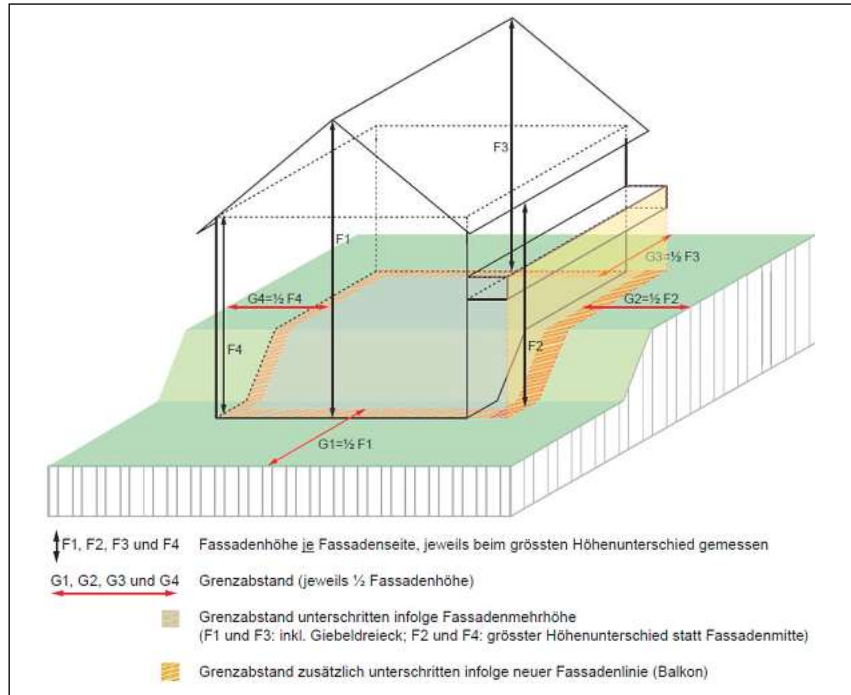 F3
F1
G3=½ F3
G4=½ F4
G2=½ F2
F4
F2
G1=½ F1
F1, F2, F3 und F4 Fassadenhöhe je Fassadenseite, jeweils beim grössten Höhenunterschied gemessen
G1, G2, G3 und G4 Grenzabstand (jeweils ½ Fassadenhöhe)
Grenzabstand unterschritten infolge Fassadenmehrhöhe
(F1 und F3: inkl. Giebeldreieck; F2 und F4: grösster Höhenunterschied statt Fassadenmitte)
Grenzabstand zusätzlich unterschritten infolge neuer Fassadenlinie (Balkon)